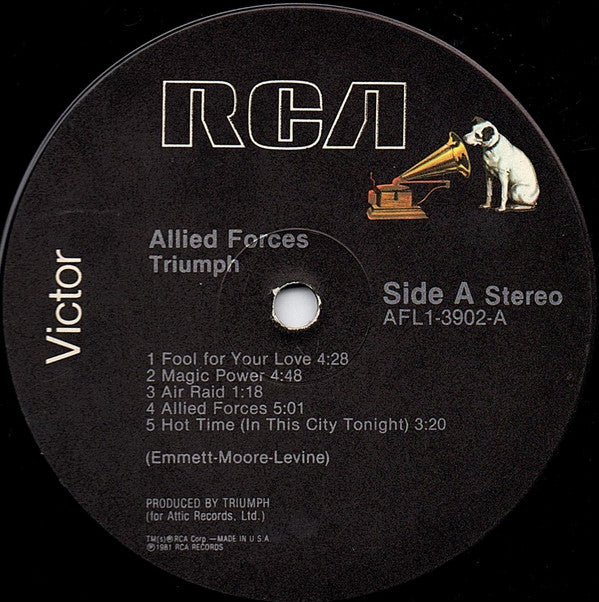 RCA
Victor
Allied Forces
Triumph
Side A Stereo
AFL1-3902-A
1 Fool for Your Love 4:28
2 Magic Power 4:48
3 Air Raid 1:18
4 Allied Forces 5:01
5 Hot Time (In This City Tonight) 3:20
(Emmett-Moore-Levine)
PRODUCED BY TRIUMPH
(for Attic Records, Ltd.)
TM(s)®RCA Corp —MADE IN U.S.A
℗1981 RCA RECORDS